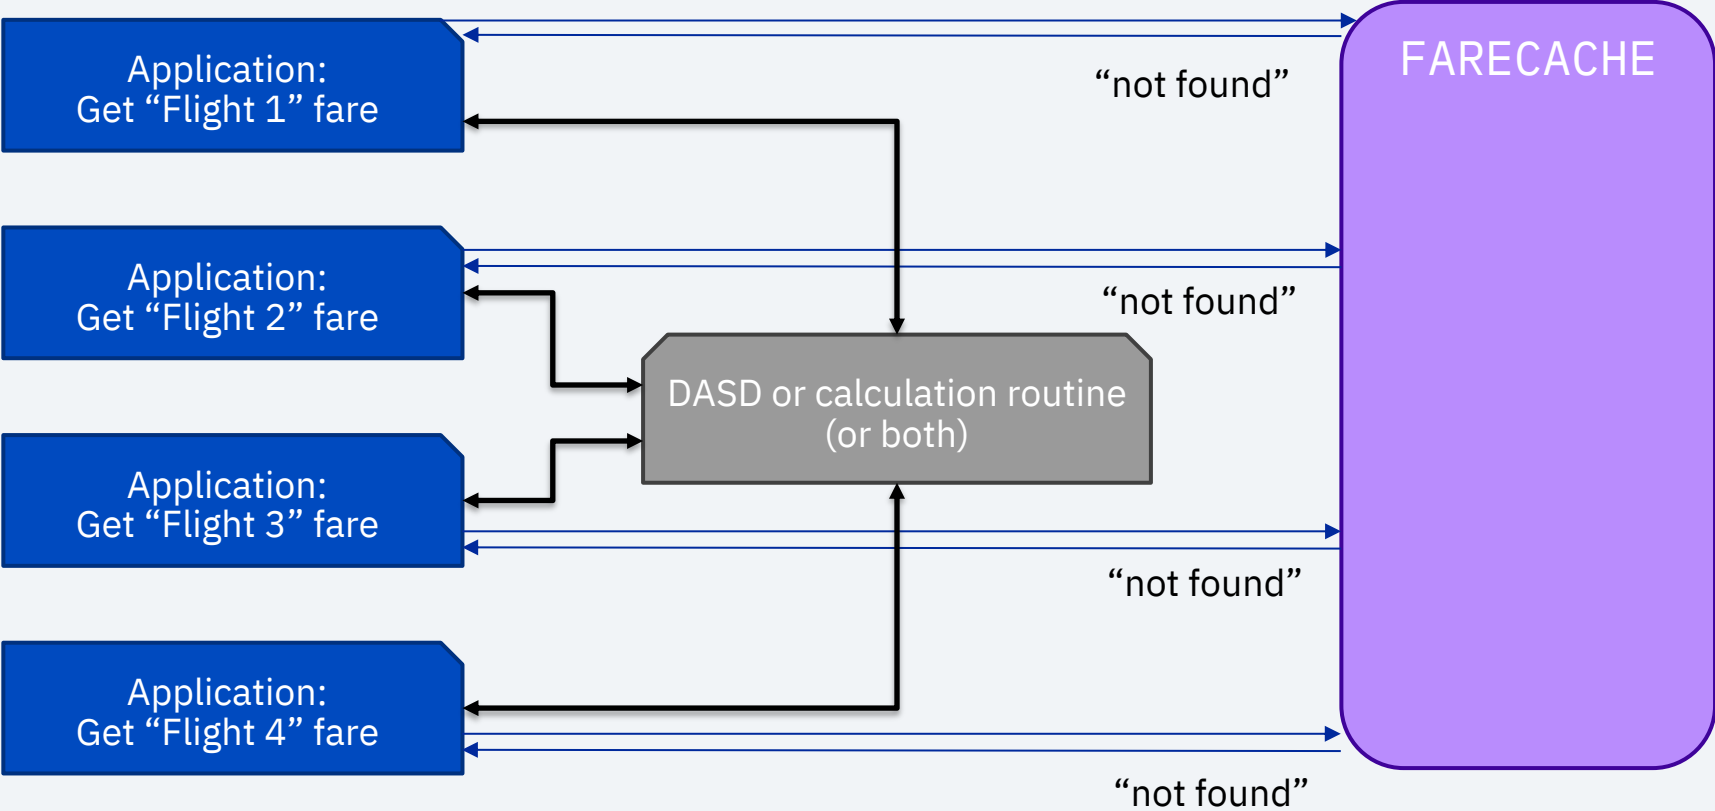 Application:
Get “Flight 1” fare
“not found”
FARECACHE
Application:
Get “Flight 2” fare
“not found”
DASD or calculation routine
(or both)
Application:
Get “Flight 3” fare
“not found”
Application:
Get “Flight 4” fare
“not found”